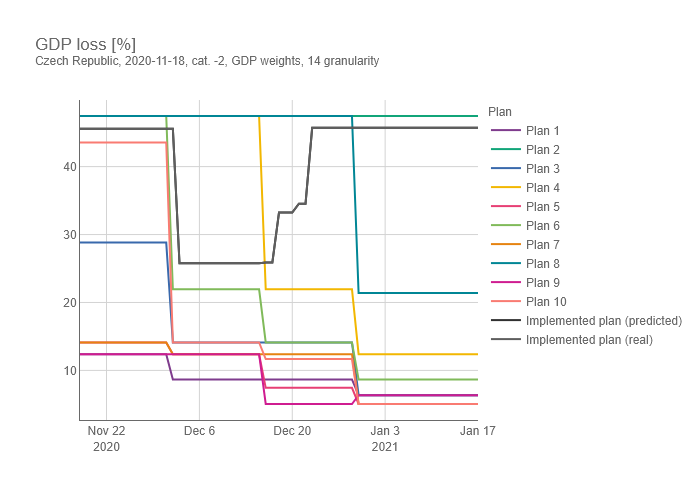 GDP loss [%]
Czech Republic, 2020-11-18, cat. -2, GDP weights, 14 granularity
Plan
Plan 1
Plan 2
Plan 3
Plan 4
Plan 5
Plan 6
Plan 7
Plan 8
Plan 9
Plan 10
Implemented plan (predicted)
Implemented plan (real)
40
30
20
10
Nov 22 Dec 6 Dec 20 Jan 3 Jan 17
2020 2021